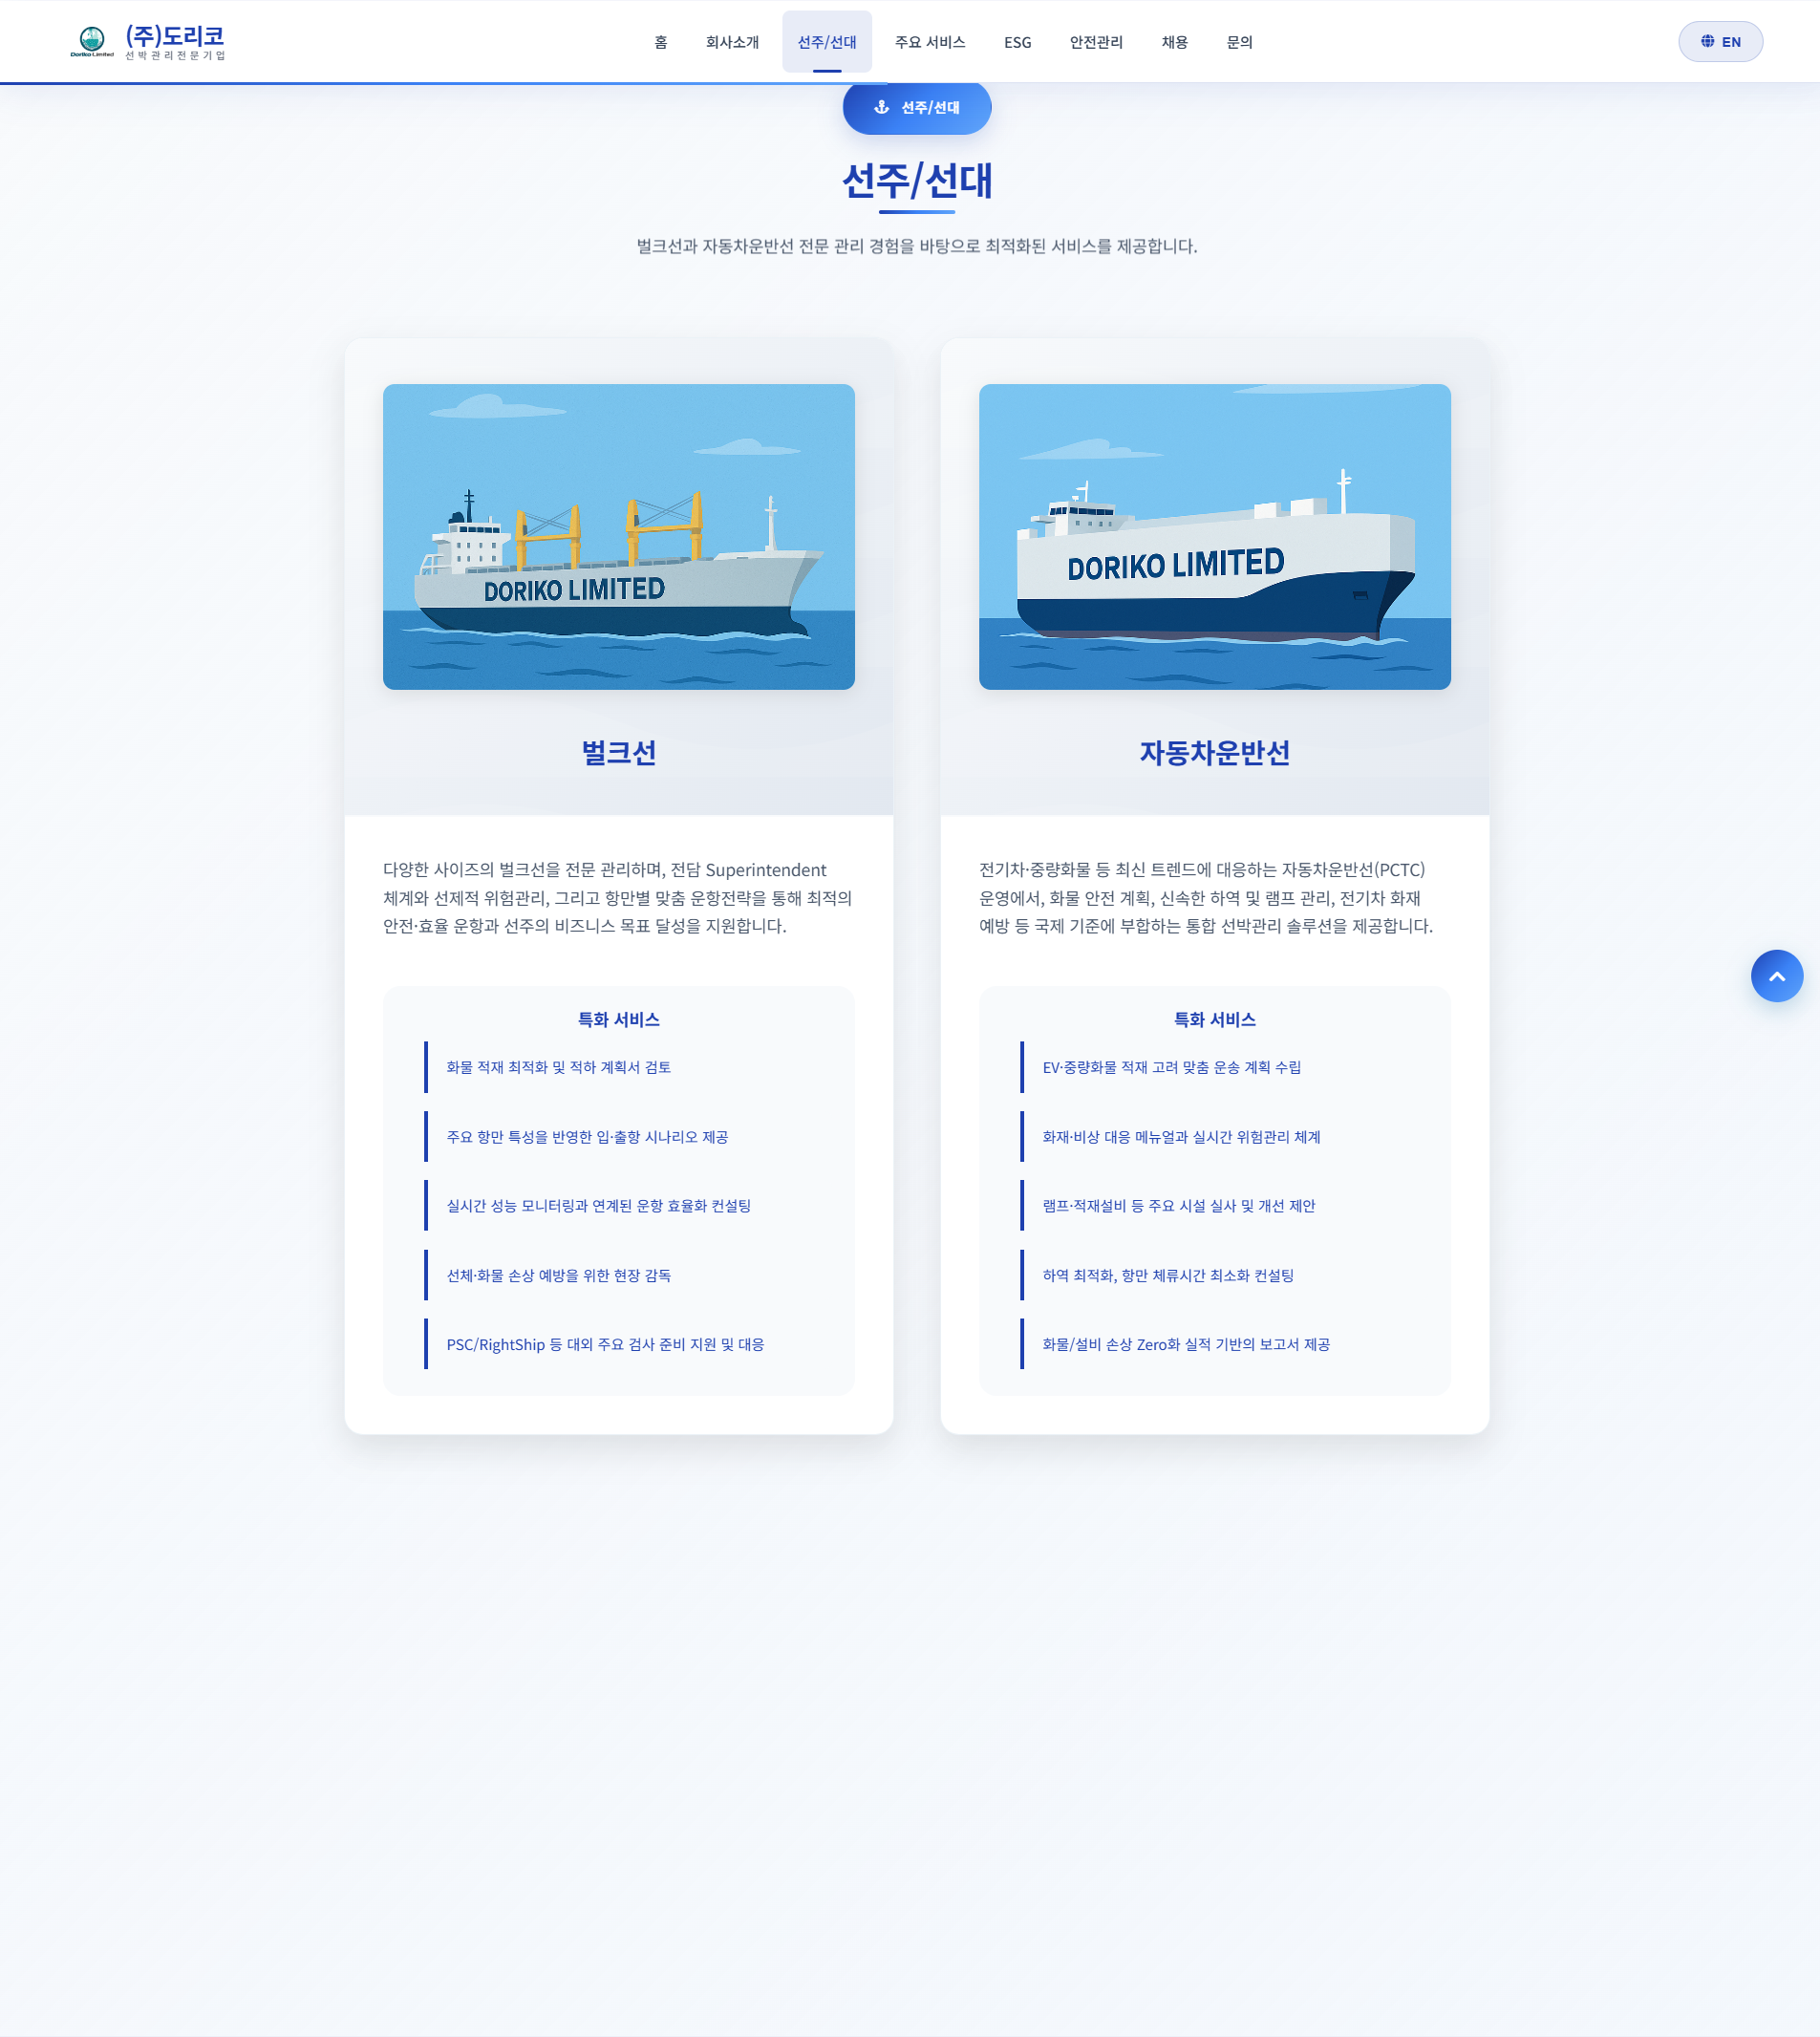 Doriko Limited
(주)도리코
선박관리전문기업
홈
회사소개
선주/선대
주요 서비스
ESG
안전관리
채용
문의
EN
선주/선대
선주/선대
벌크선과 자동차운반선 전문 관리 경험을 바탕으로 최적화된 서비스를 제공합니다.
DORIKO LIMITED
벌크선
다양한 사이즈의 벌크선을 전문 관리하며, 전담 Superintendent
체계와 선제적 위험관리, 그리고 항만별 맞춤 운항전략을 통해 최적의
안전·효율 운항과 선주의 비즈니스 목표 달성을 지원합니다.
특화 서비스
화물 적재 최적화 및 적하 계획서 검토
주요 항만 특성을 반영한 입·출항 시나리오 제공
실시간 성능 모니터링과 연계된 운항 효율화 컨설팅
선체·화물 손상 예방을 위한 현장 감독
PSC/RightShip 등 대외 주요 검사 준비 지원 및 대응
DORIKO LIMITED
자동차운반선
전기차·중량화물 등 최신 트렌드에 대응하는 자동차운반선(PCTC)
운영에서, 화물 안전 계획, 신속한 하역 및 램프 관리, 전기차 화재
예방 등 국제 기준에 부합하는 통합 선박관리 솔루션을 제공합니다.
특화 서비스
EV·중량화물 적재 고려 맞춤 운송 계획 수립
화재·비상 대응 메뉴얼과 실시간 위험관리 체계
램프·적재설비 등 주요 시설 실사 및 개선 제안
하역 최적화, 항만 체류시간 최소화 컨설팅
화물/설비 손상 Zero화 실적 기반의 보고서 제공